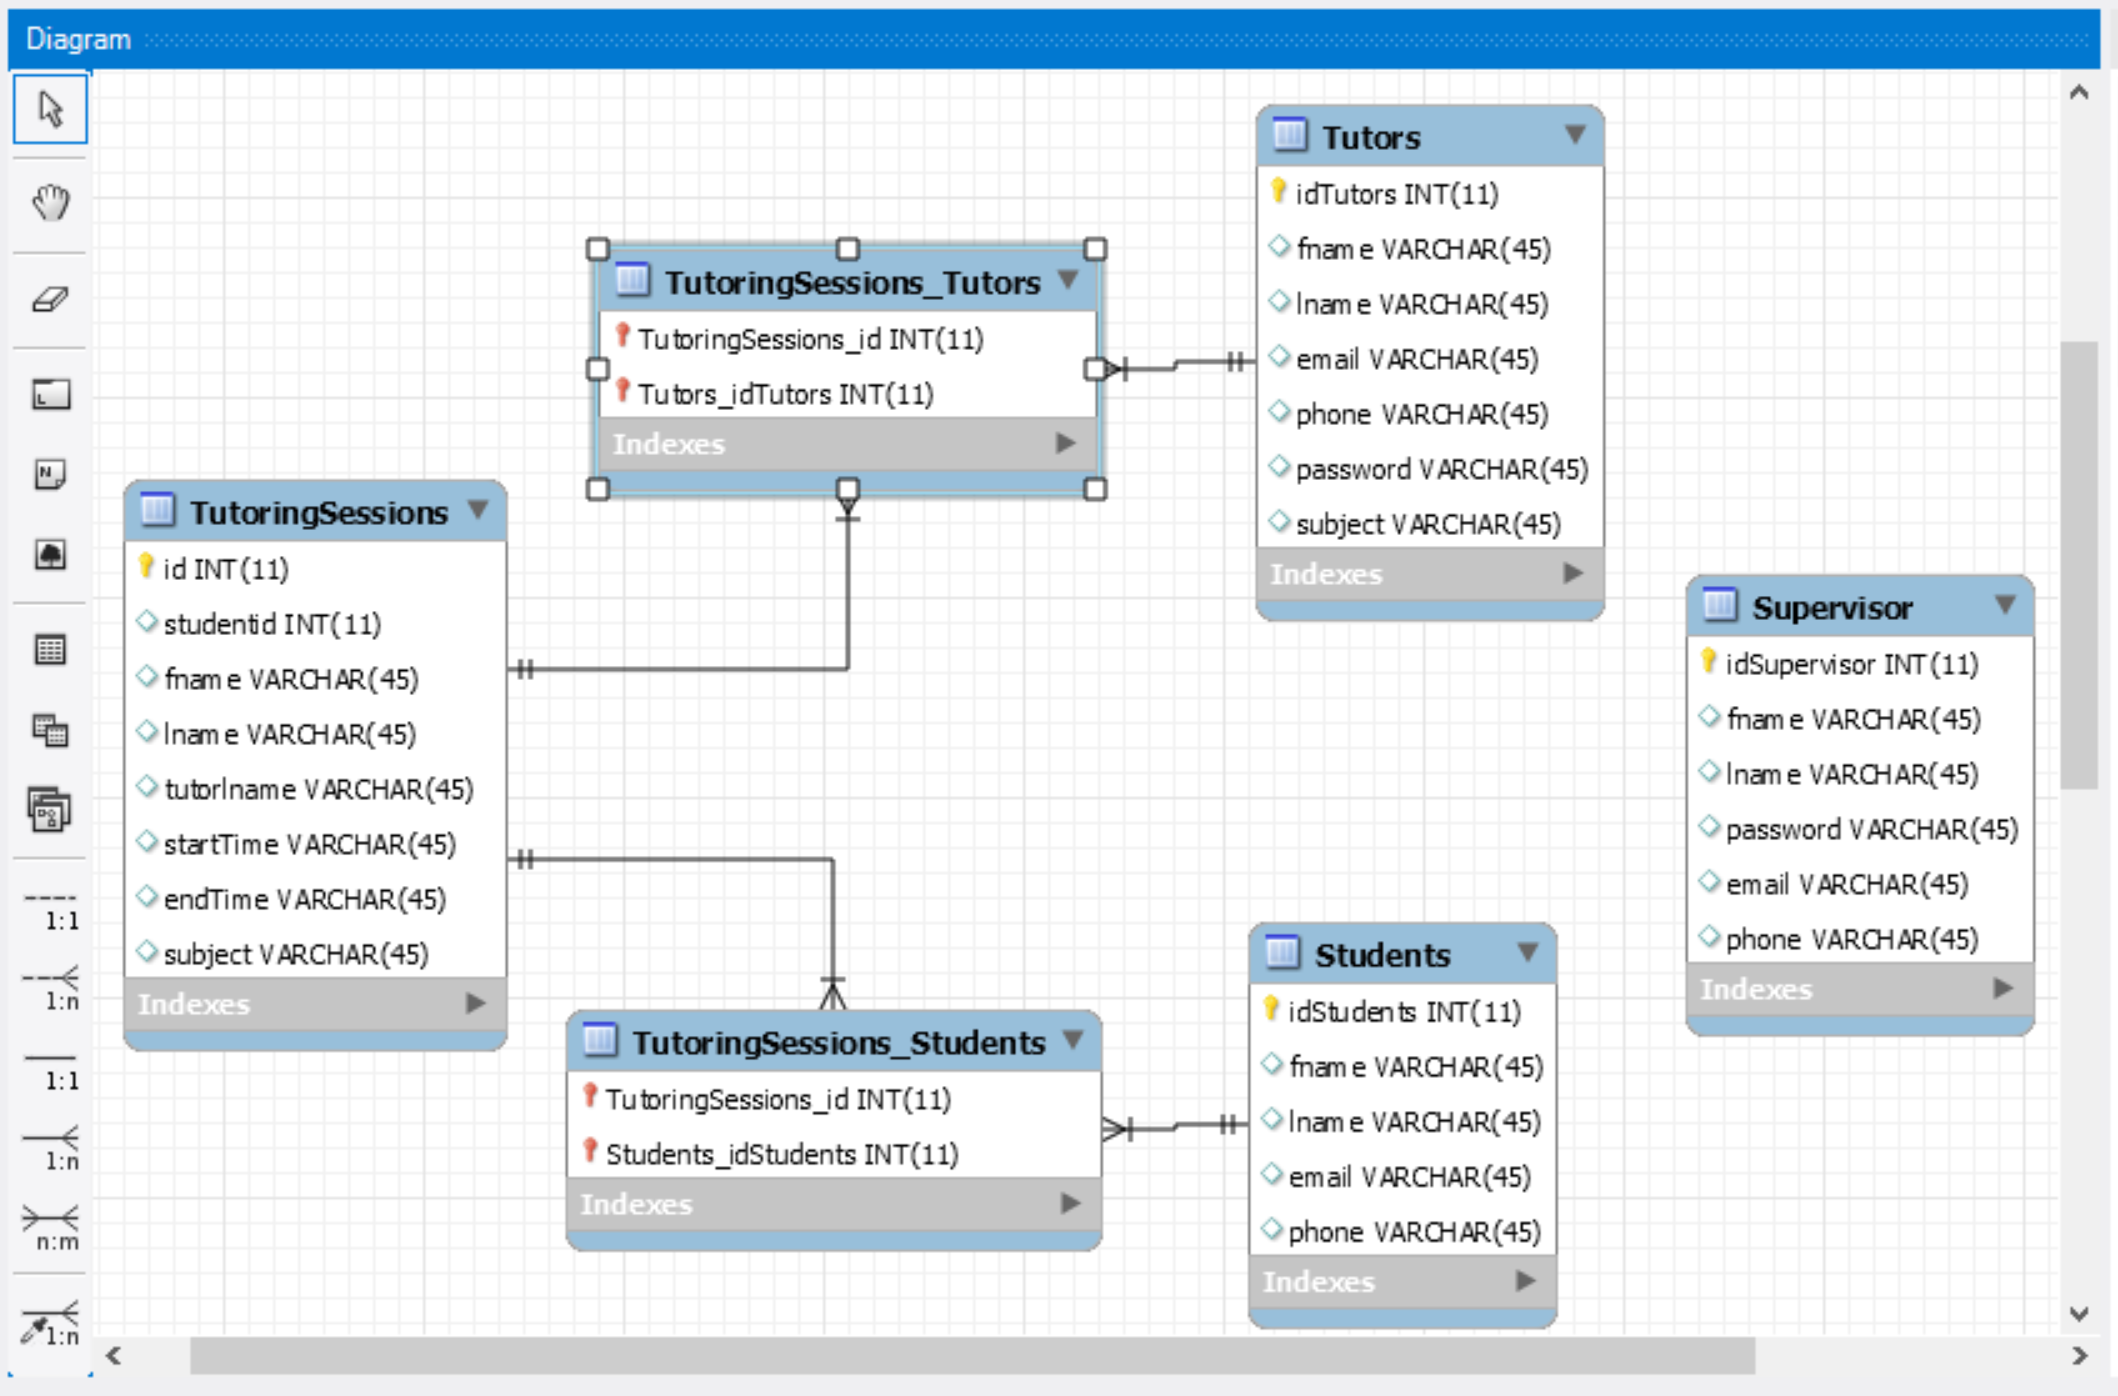 Diagram
Tutors
idTutors INT(11)
fname VARCHAR(45)
lname VARCHAR(45)
email VARCHAR(45)
phone VARCHAR(45)
password VARCHAR(45)
subject VARCHAR(45)
Indexes
TutoringSessions_Tutors
TutoringSessions_id INT(11)
Tutors_idTutors INT(11)
Indexes
TutoringSessions
id INT(11)
studentid INT(11)
fname VARCHAR(45)
lname VARCHAR(45)
tutorlname VARCHAR(45)
startTime VARCHAR(45)
endTime VARCHAR(45)
subject VARCHAR(45)
Indexes
Supervisor
idSupervisor INT(11)
fname VARCHAR(45)
lname VARCHAR(45)
password VARCHAR(45)
email VARCHAR(45)
phone VARCHAR(45)
Indexes
TutoringSessions_Students
TutoringSessions_id INT(11)
Students_idStudents INT(11)
Indexes
Students
idStudents INT(11)
fname VARCHAR(45)
lname VARCHAR(45)
email VARCHAR(45)
phone VARCHAR(45)
Indexes
L
N
1:1
1:n
1:1
1:n
n:m
1:n